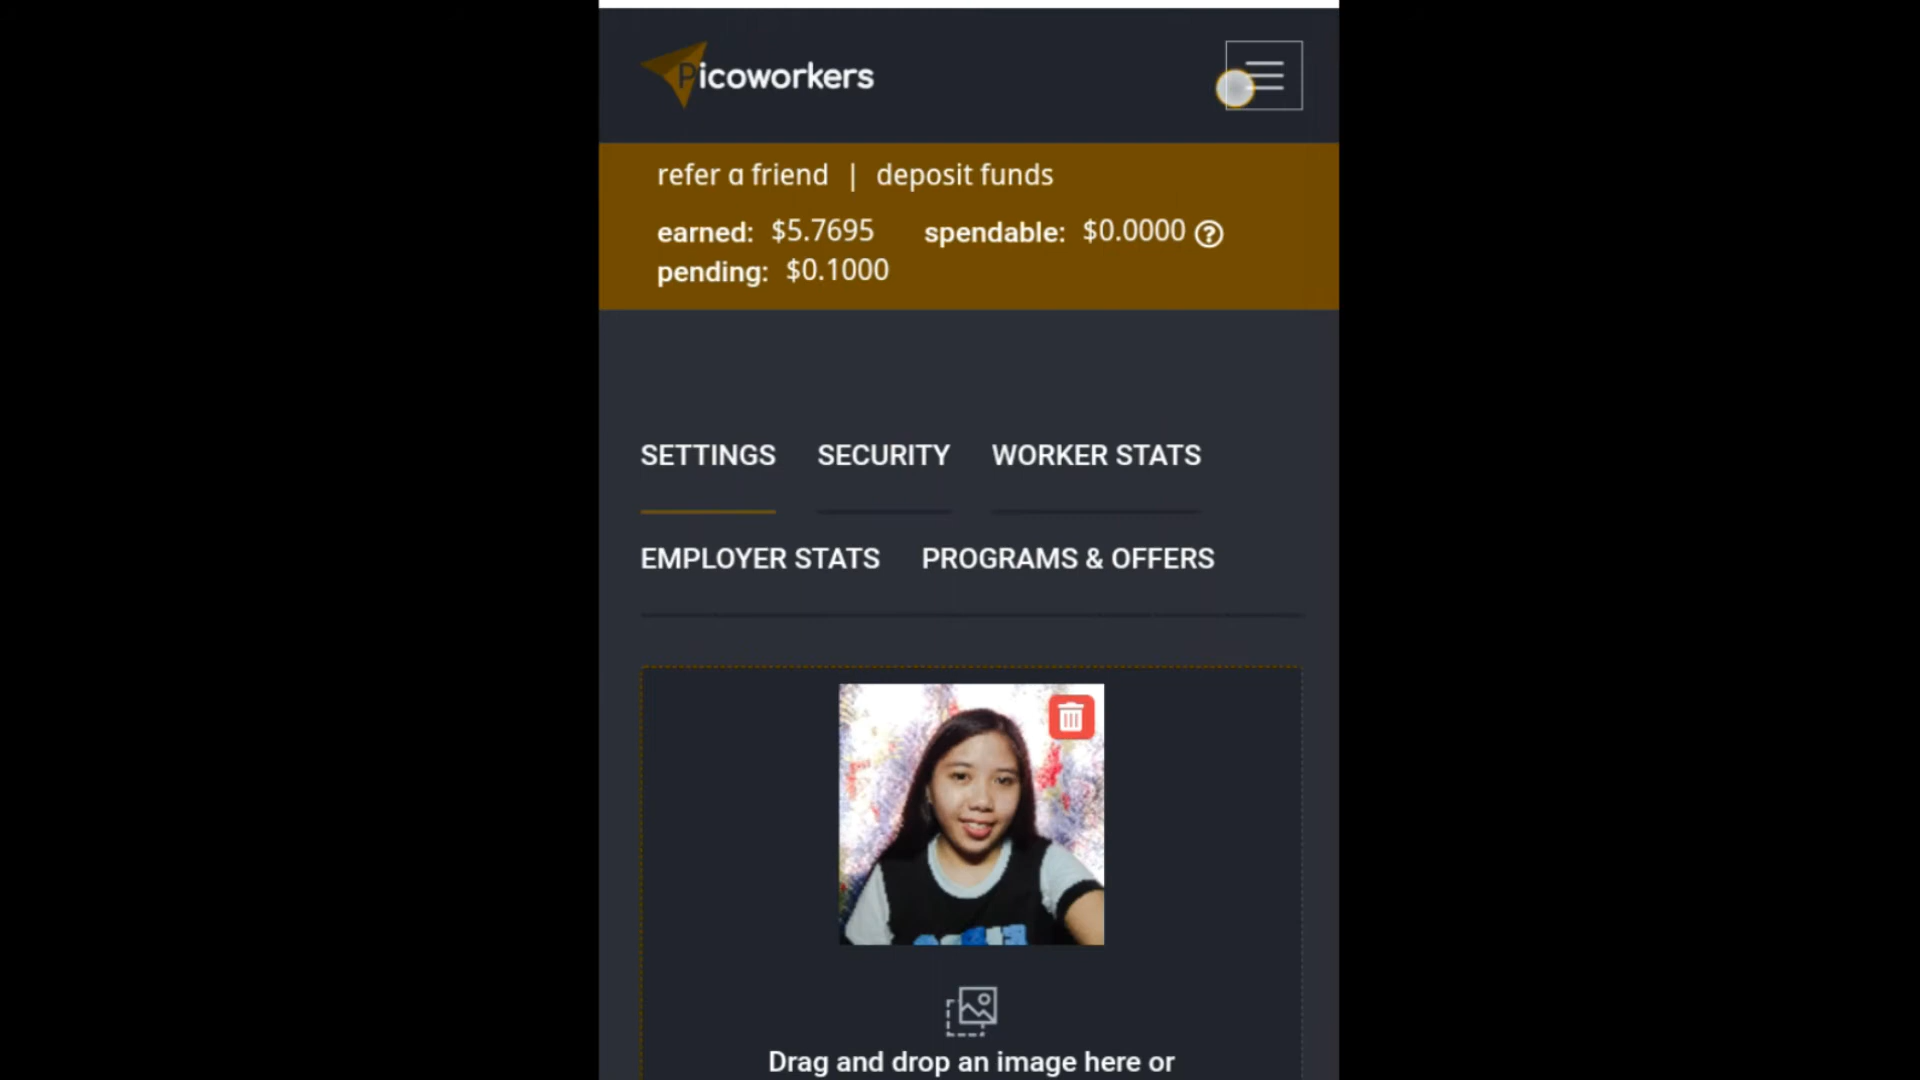 Picoworkers
refer a friend | deposit funds
earned: $5.7695 spendable: $0.0000 ?
pending: $0.1000
SETTINGS SECURITY WORKER STATS
EMPLOYER STATS PROGRAMS & OFFERS
Drag and drop an image here or